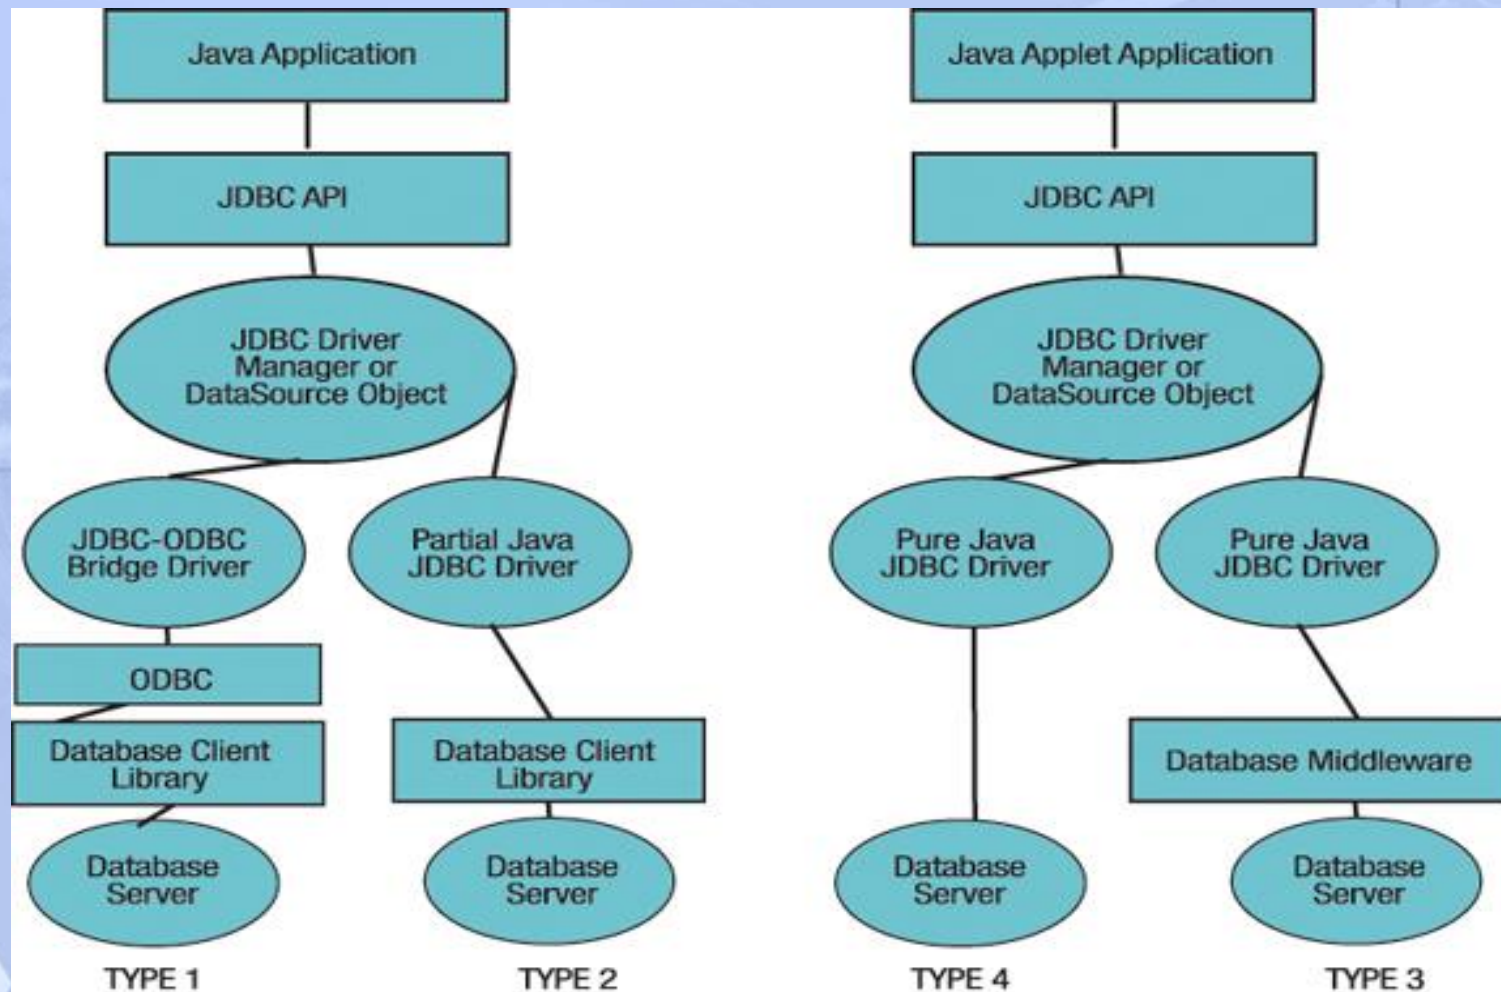 Java Application
JDBC API
JDBC Driver
Manager or
DataSource Object
JDBC-ODBC
Bridge Driver
Partial Java
JDBC Driver
ODBC
Database Client
Library
Database Client
Library
Database
Server
Database
Server
TYPE 1
TYPE 2
Java Applet Application
JDBC API
JDBC Driver
Manager or
DataSource Object
Pure Java
JDBC Driver
Pure Java
JDBC Driver
Database Middleware
Database
Server
Database
Server
TYPE 4
TYPE 3